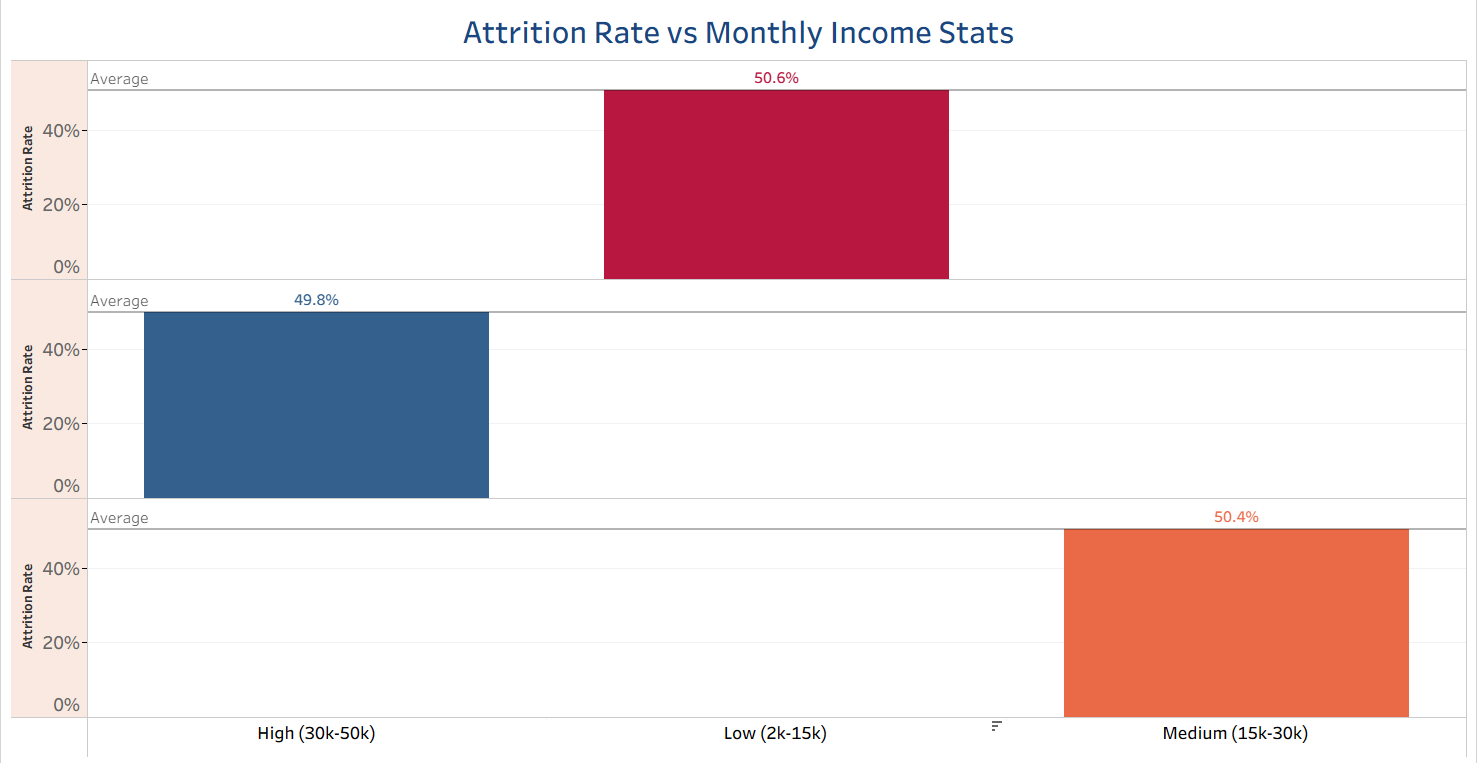 Attrition Rate vs Monthly Income Stats
Average
50.6%
Attrition Rate
40%
20%
0%
Average
49.8%
Attrition Rate
40%
20%
0%
Average
50.4%
Attrition Rate
40%
20%
0%
High (30k-50k)
Low (2k-15k)
Medium (15k-30k)